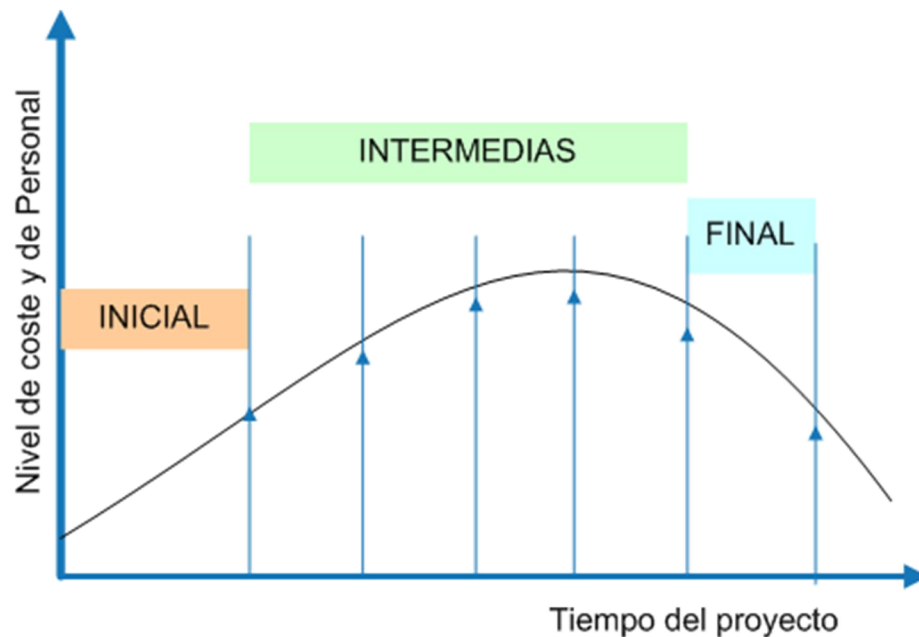 Nivel de coste y de Personal
INTERMEDIAS
FINAL
INICIAL
Tiempo del proyecto